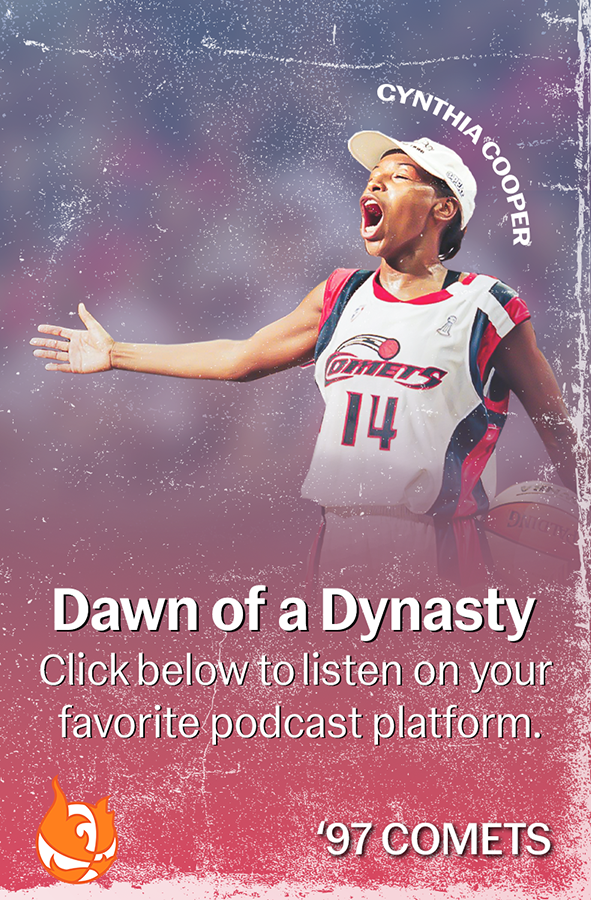 CYNTHIA COOPER
COMETS
14
Dawn of a Dynasty
Click below to listen on your
favorite podcast platform.
‘97 COMETS